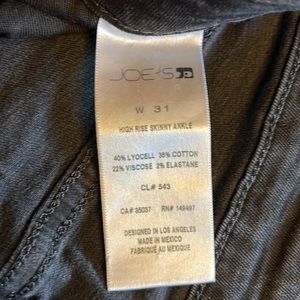 JOE'S
W 31
HIGH RISE SKINNY ANKLE
40% LYOCELL 36% COTTON
22% VISCOSE 2% ELASTANE
CL# 543
CA# 35037 RN# 149497
DESIGNED IN LOS ANGELES
MADE IN MEXICO
FABRIQUÉ AU MEXIQUE